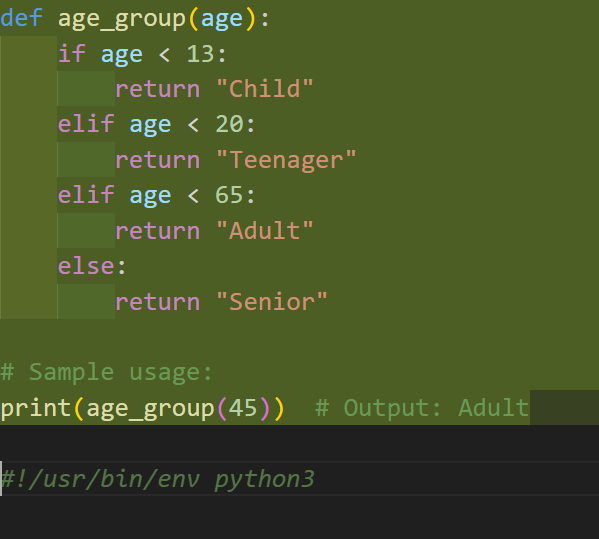 def age_group(age):
    if age < 13:
        return "Child"
    elif age < 20:
        return "Teenager"
    elif age < 65:
        return "Adult"
    else:
        return "Senior"

# Sample usage:
print(age_group(45))  # Output: Adult

#!/usr/bin/env python3